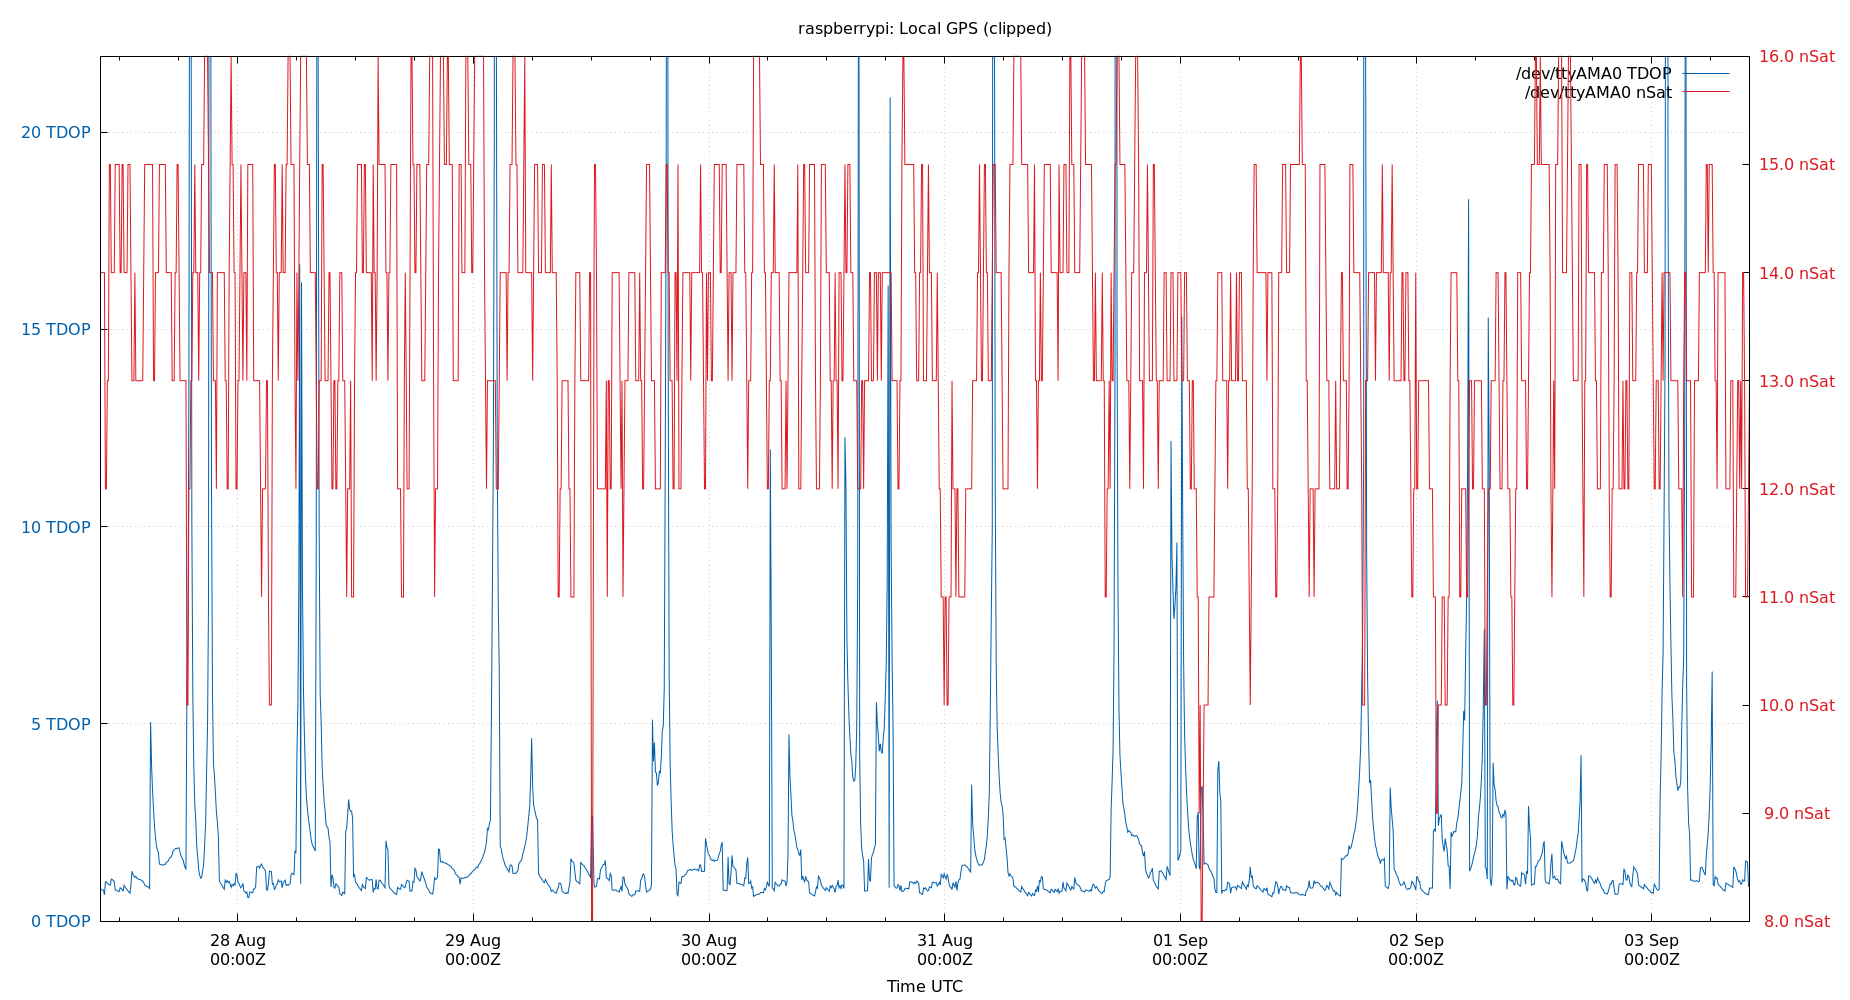 raspberrypi: Local GPS (clipped)
16.0 nSat
/dev/ttyAMA0 TDOP
/dev/ttyAMA0 nSat
20 TDOP
15.0 nSat
14.0 nSat
15 TDOP
13.0 nSat
12.0 nSat
10 TDOP
11.0 nSat
10.0 nSat
5 TDOP
9.0 nSat
0 TDOP
8.0 nSat
28 Aug 29 Aug 30 Aug 31 Aug 01 Sep 02 Sep 03 Sep
00:00Z 00:00Z 00:00Z 00:00Z 00:00Z 00:00Z 00:00Z
Time UTC